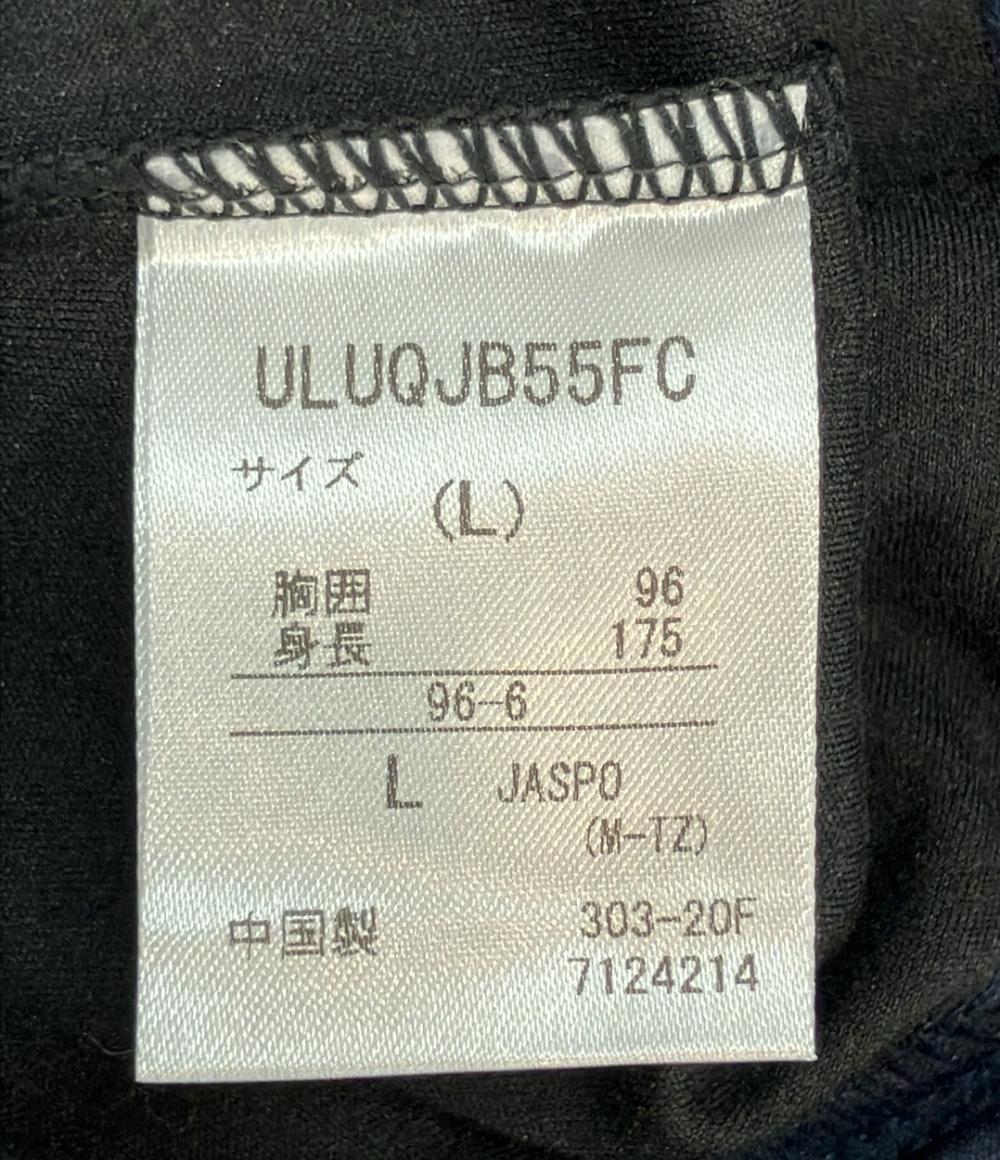 ULUQJB55FC
サイズ
(L)
胸囲 96
身長 175
96-6
L JASPO
(M-TZ)
中国製 303-20F
7124214